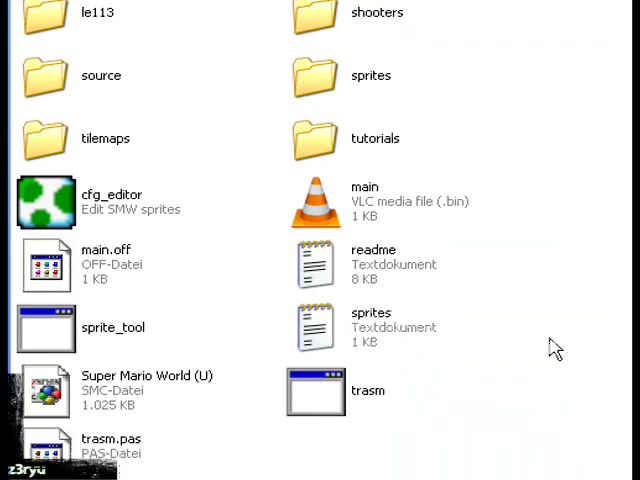 le113
shooters
source
sprites
tilemaps
tutorials
cfg_editor
Edit SMW sprites
main
VLC media file (.bin)
1 KB
main.off
OFF-Datei
1 KB
readme
Textdokument
8 KB
sprite_tool
sprites
Textdokument
1 KB
Super Mario World (U)
SMC-Datei
1.025 KB
trasm
trasm.pas
PAS-Datei
z3ryu